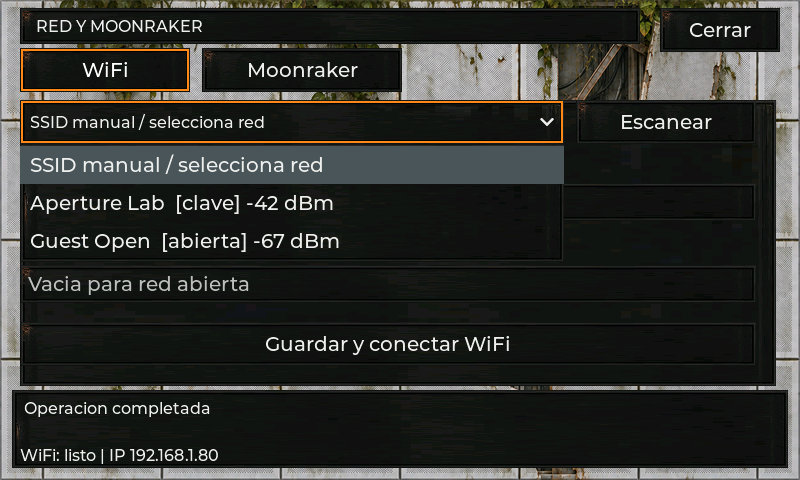 RED Y MOONRAKER
Cerrar
WiFi
Moonraker
SSID manual / selecciona red
Escanear
SSID manual / selecciona red
Aperture Lab [clave] -42 dBm
Guest Open [abierta] -67 dBm
Vacia para red abierta
Guardar y conectar WiFi
Operacion completada
WiFi: listo | IP 192.168.1.80